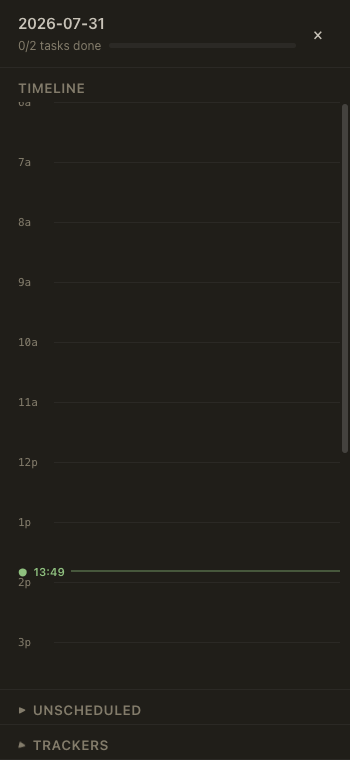 2026-07-31
0/2 tasks done
×
TIMELINE
6a
7a
8a
9a
10a
11a
12p
1p
13:49
2p
3p
UNSCHEDULED
TRACKERS